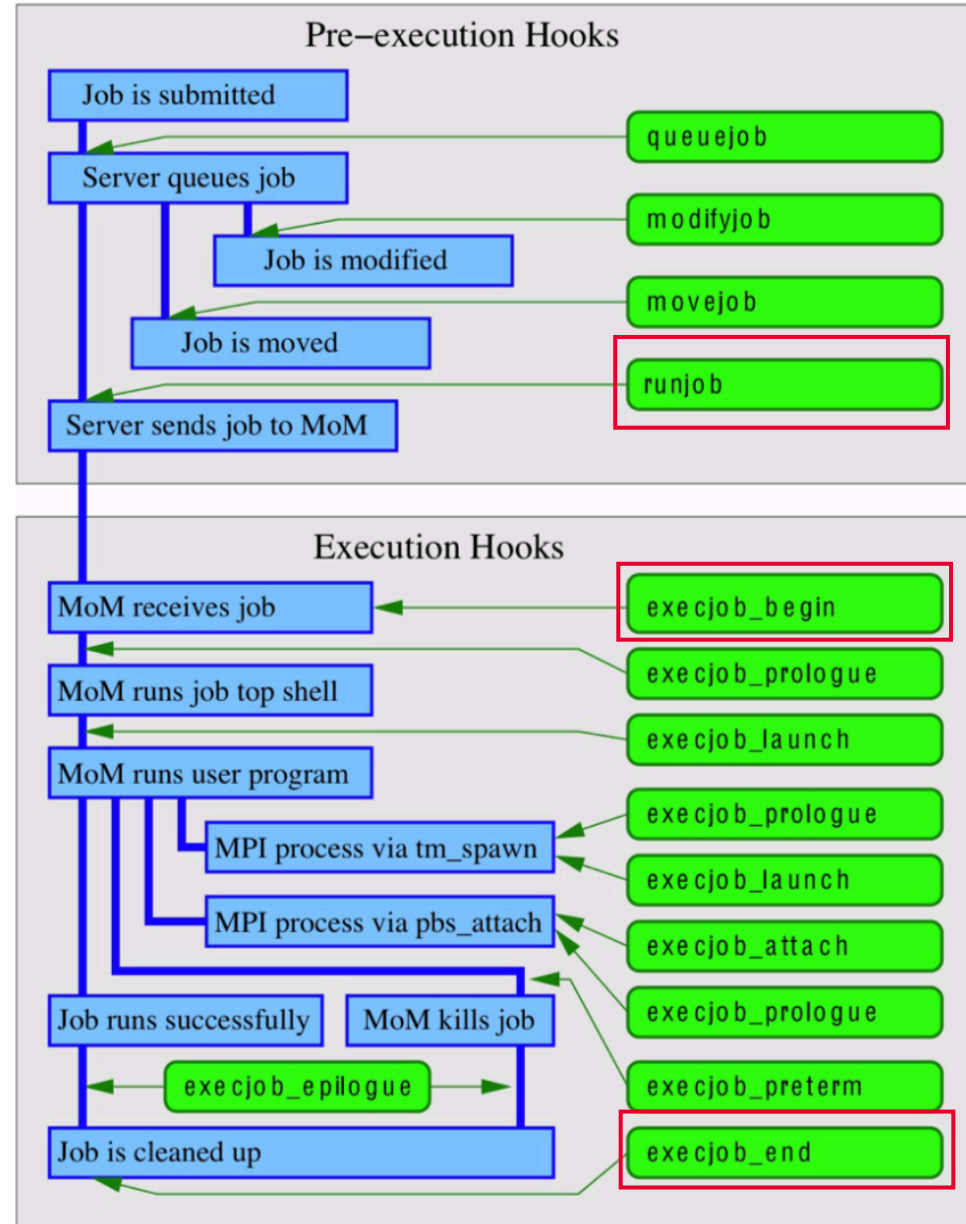 Pre-execution Hooks
Job is submitted
queuejob
Server queues job
modifyjob
Job is modified
movejob
Job is moved
runjob
Server sends job to MoM
Execution Hooks
MoM receives job
execjob_begin
execjob_prologue
MoM runs job top shell
execjob_launch
MoM runs user program
execjob_prologue
MPI process via tm_spawn
execjob_launch
MPI process via pbs_attach
execjob_attach
execjob_prologue
Job runs successfully
MoM kills job
execjob_epilogue
execjob_preterm
Job is cleaned up
execjob_end